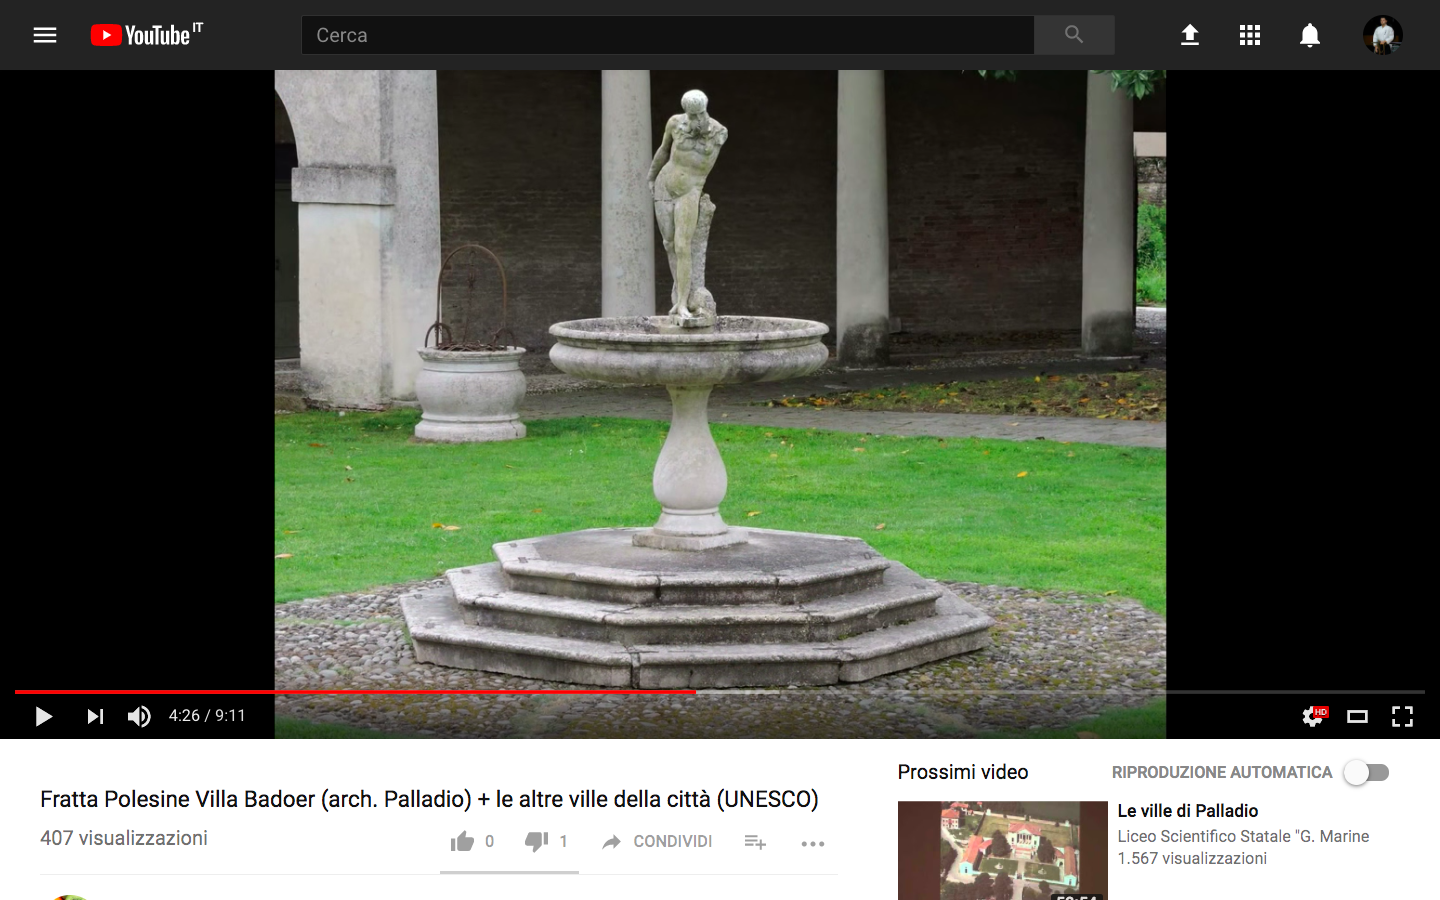 YouTube IT
Cerca
4:26 / 9:11
HD
Fratta Polesine Villa Badoer (arch. Palladio) + le altre ville della città (UNESCO)
407 visualizzazioni
0
1
CONDIVIDI
Prossimi video
RIPRODUZIONE AUTOMATICA
Le ville di Palladio
Liceo Scientifico Statale "G. Marine
1.567 visualizzazioni